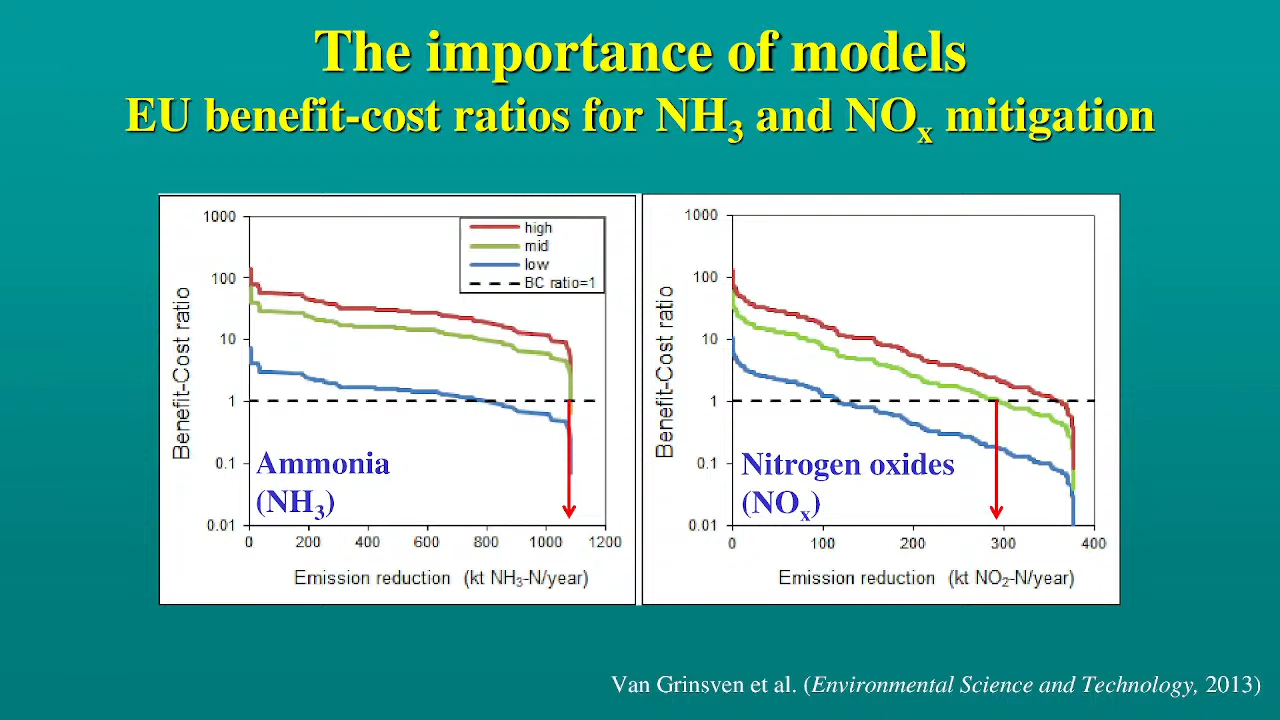 The importance of models
EU benefit-cost ratios for NH₃ and NOₓ mitigation
1000
100
10
1
0.1
0.01
Benefit-Cost ratio
high
mid
low
BC ratio=1
Ammonia
(NH₃)
0 200 400 600 800 1000 1200
Emission reduction (kt NH₃-N/year)
1000
100
10
1
0.1
0.01
Benefit-Cost ratio
Nitrogen oxides
(NOₓ)
0 100 200 300 400
Emission reduction (kt NO₂-N/year)
Van Grinsven et al. (Environmental Science and Technology, 2013)